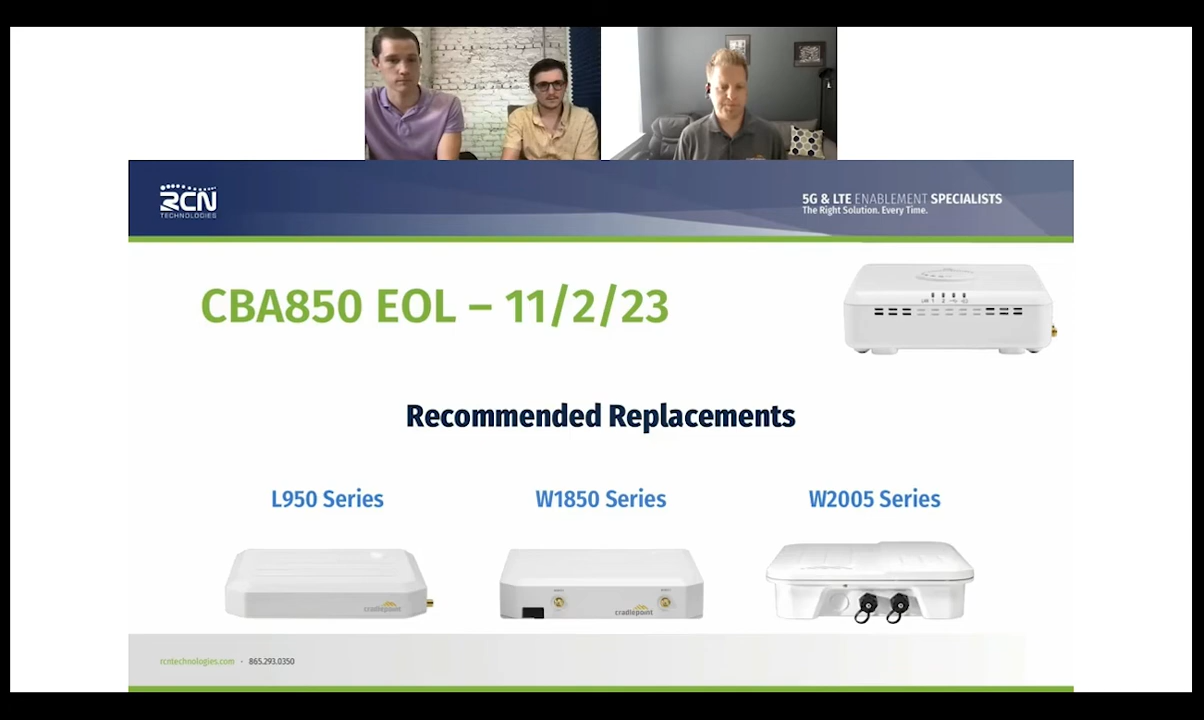 RCN
TECHNOLOGIES
5G & LTE ENABLEMENT SPECIALISTS
The Right Solution. Every Time.
CBA850 EOL – 11/2/23
Recommended Replacements
L950 Series
W1850 Series
W2005 Series
cradlepoint
cradlepoint
rcntechnologies.com • 865.293.0350